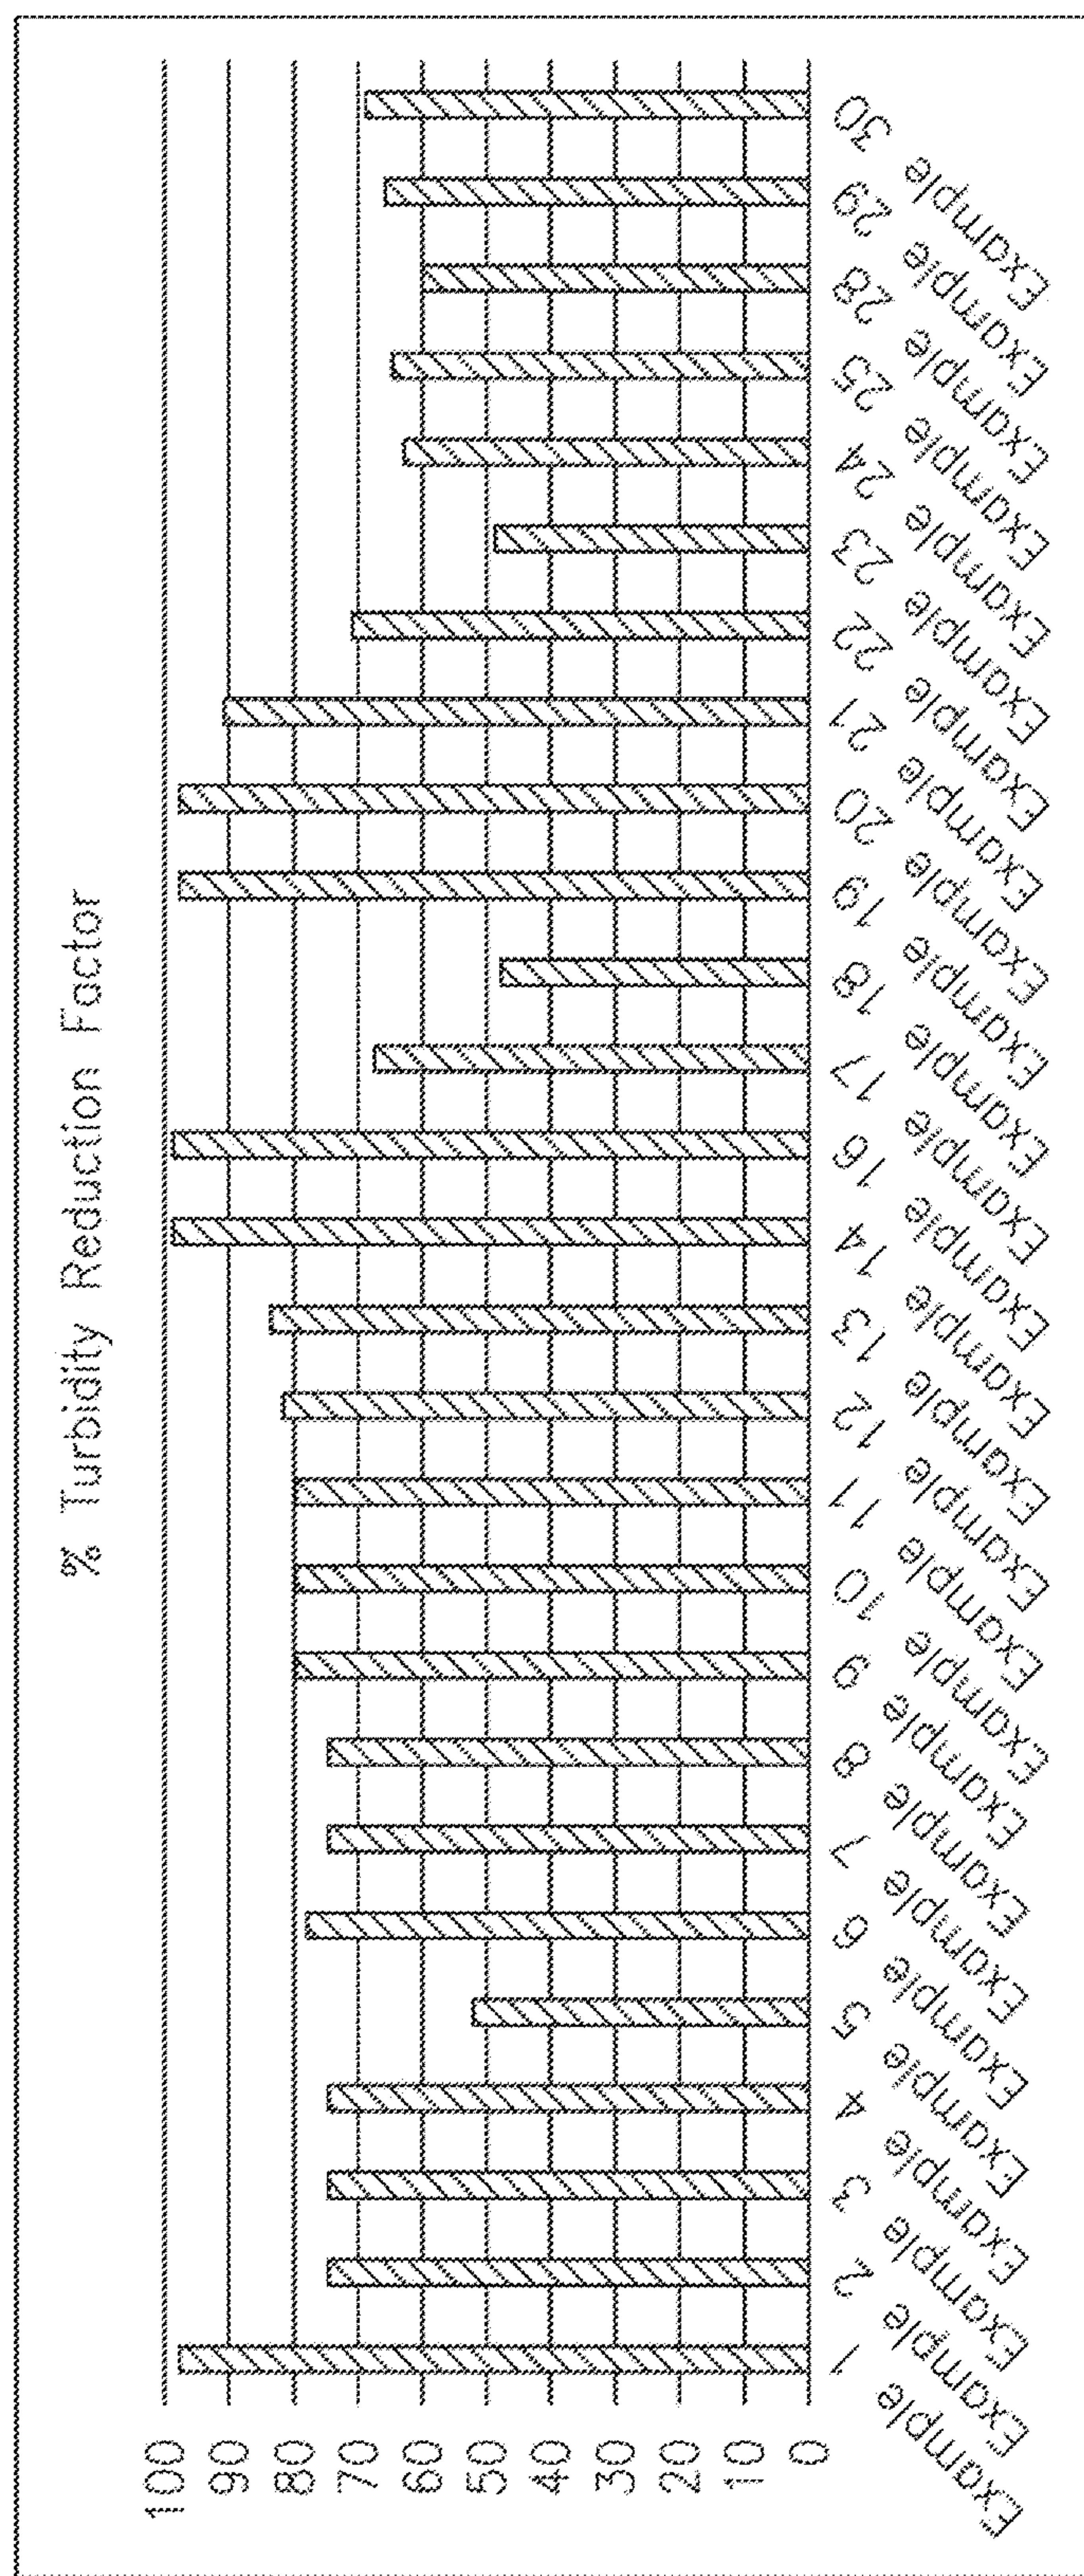 % Turbidity Reduction Factor
100
90
80
70
60
50
40
30
20
10
0
Example 1
Example 2
Example 3
Example 4
Example 5
Example 6
Example 7
Example 8
Example 9
Example 10
Example 11
Example 12
Example 13
Example 14
Example 16
Example 17
Example 18
Example 19
Example 20
Example 21
Example 22
Example 23
Example 24
Example 25
Example 28
Example 29
Example 30